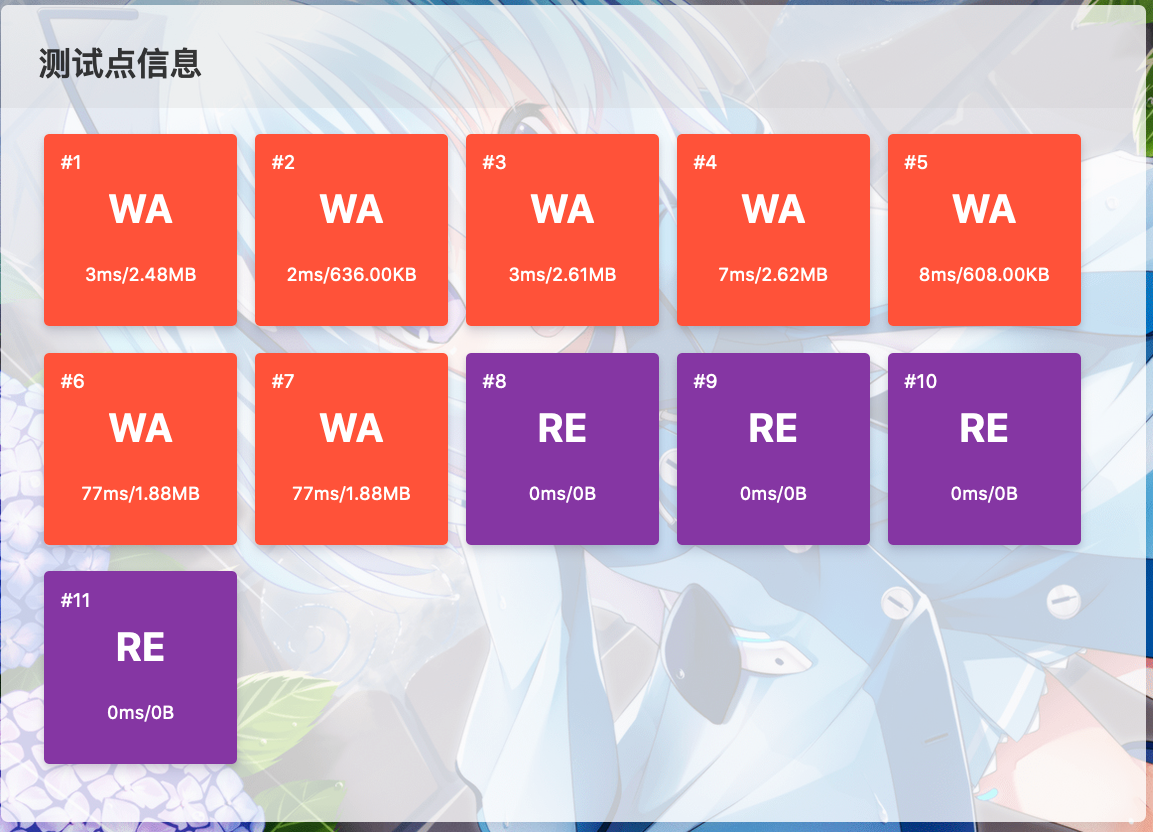 测试点信息
#1
WA
3ms/2.48MB
#2
WA
2ms/636.00KB
#3
WA
3ms/2.61MB
#4
WA
7ms/2.62MB
#5
WA
8ms/608.00KB
#6
WA
77ms/1.88MB
#7
WA
77ms/1.88MB
#8
RE
0ms/0B
#9
RE
0ms/0B
#10
RE
0ms/0B
#11
RE
0ms/0B